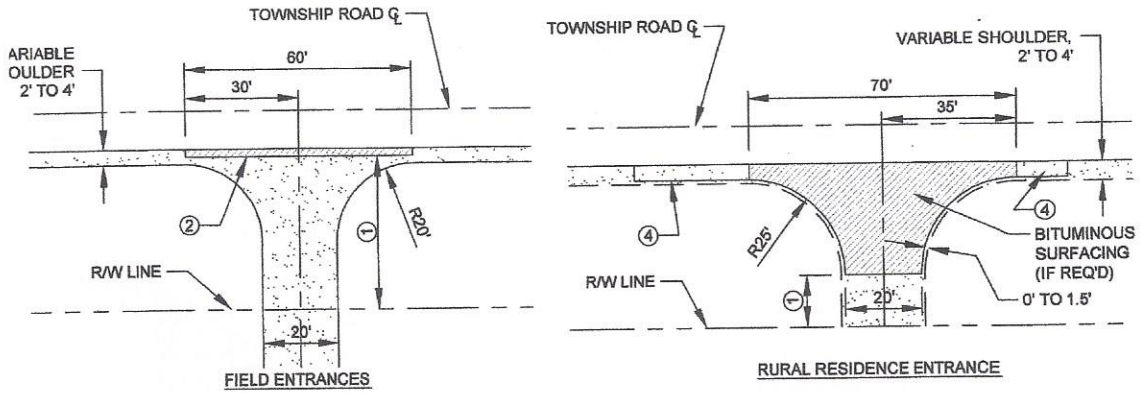 TOWNSHIP ROAD ℄
ARIABLE
OULDER
2' TO 4'
60'
30'
②
①
R20'
R/W LINE
20'
FIELD ENTRANCES
TOWNSHIP ROAD ℄
VARIABLE SHOULDER,
2' TO 4'
70'
35'
④
④
R25'
BITUMINOUS
SURFACING
(IF REQ'D)
R/W LINE
①
20'
0' TO 1.5'
RURAL RESIDENCE ENTRANCE